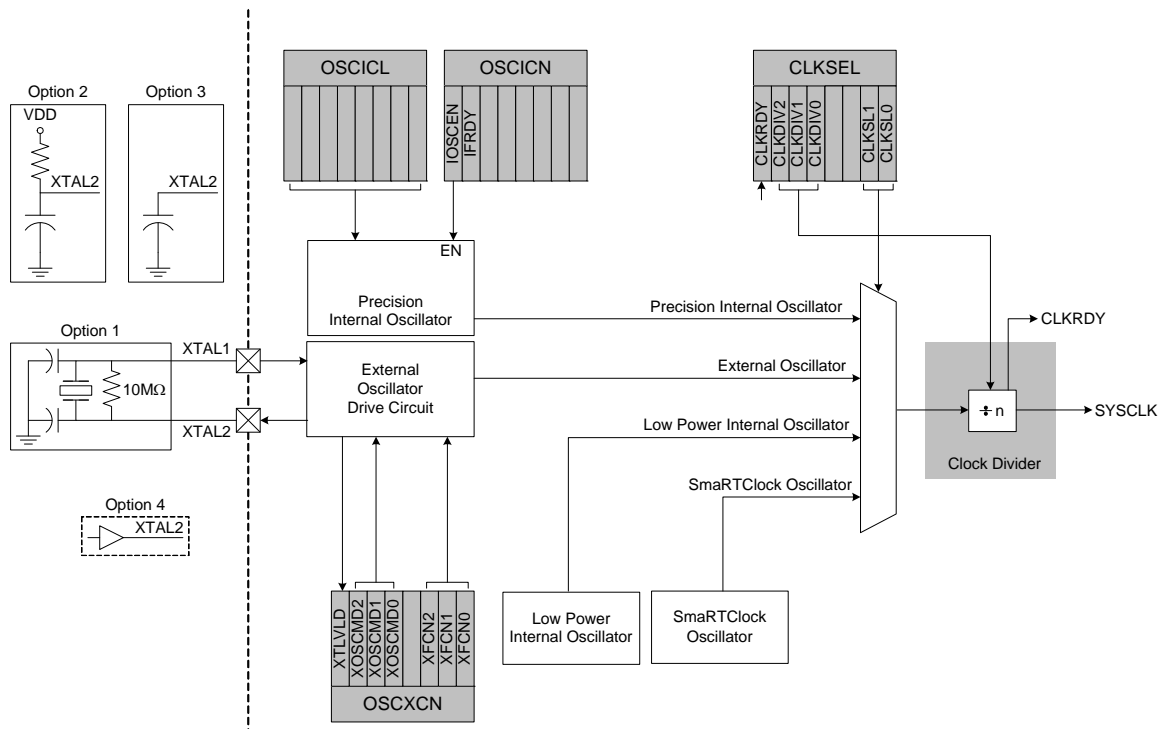 OSCICL
OSCICN
CLKSEL
IOSCEN
IFRDY
CLKRDY
CLKDIV2
CLKDIV1
CLKDIV0
CLKSL1
CLKSL0
Option 2
VDD
XTAL2
Option 3
XTAL2
EN
Precision
Internal Oscillator
Precision Internal Oscillator
CLKRDY
Option 1
XTAL1
10MΩ
XTAL2
External
Oscillator
Drive Circuit
External Oscillator
n
SYSCLK
Low Power Internal Oscillator
Clock Divider
SmaRTClock Oscillator
Option 4
XTAL2
XTLVLD
XOSCMD2
XOSCMD1
XOSCMD0
XFCN2
XFCN1
XFCN0
OSCXCN
Low Power
Internal Oscillator
SmaRTClock
Oscillator